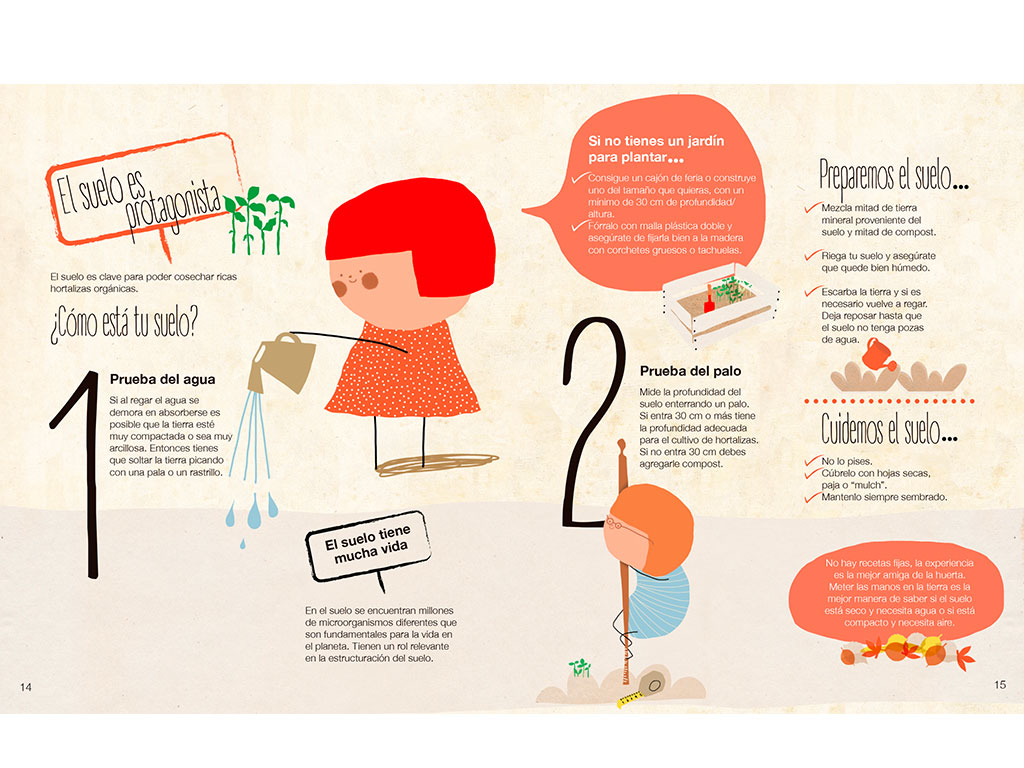 El suelo es
protagonista
El suelo es clave para poder cosechar ricas
hortalizas orgánicas.
¿Cómo está tu suelo?
1
Prueba del agua
Si al regar el agua se
demora en absorberse es
posible que la tierra esté
muy compactada o sea muy
arcillosa. Entonces tienes
que soltar la tierra picando
con una pala o un rastrillo.
El suelo tiene
mucha vida
En el suelo se encuentran millones
de microorganismos diferentes que
son fundamentales para la vida en
el planeta. Tienen un rol relevante
en la estructuración del suelo.
14
Si no tienes un jardín
para plantar...
Consigue un cajón de feria o construye
uno del tamaño que quieras, con un
mínimo de 30 cm de profundidad/
altura.
Fórralo con malla plástica doble y
asegúrate de fijarla bien a la madera
con corchetes gruesos o tachuelas.
2
Prueba del palo
Mide la profundidad del
suelo enterrando un palo.
Si entra 30 cm o más tiene
la profundidad adecuada
para el cultivo de hortalizas.
Si no entra 30 cm debes
agregarle compost.
Preparemos el suelo...
Mezcla mitad de tierra
mineral proveniente del
suelo y mitad de compost.
Riega tu suelo y asegúrate
que quede bien húmedo.
Escarba la tierra y si es
necesario vuelve a regar.
Deja reposar hasta que
el suelo no tenga pozas
de agua.
Cuidemos el suelo...
No lo pises.
Cúbrelo con hojas secas,
paja o “mulch”.
Mantenlo siempre sembrado.
No hay recetas fijas, la experiencia
es la mejor amiga de la huerta.
Meter las manos en la tierra es la
mejor manera de saber si el suelo
está seco y necesita agua o si está
compacto y necesita aire.
15